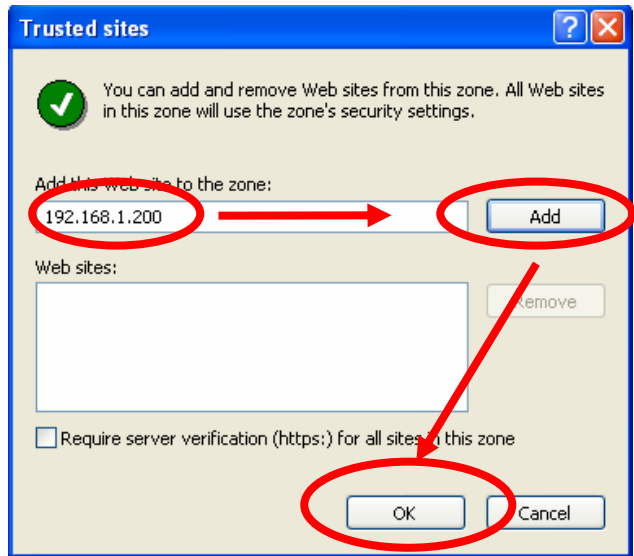 Trusted sites
You can add and remove Web sites from this zone. All Web sites
in this zone will use the zone's security settings.
Add this Web site to the zone:
192.168.1.200
Add
Web sites:
Remove
Require server verification (https:) for all sites in this zone
OK
Cancel